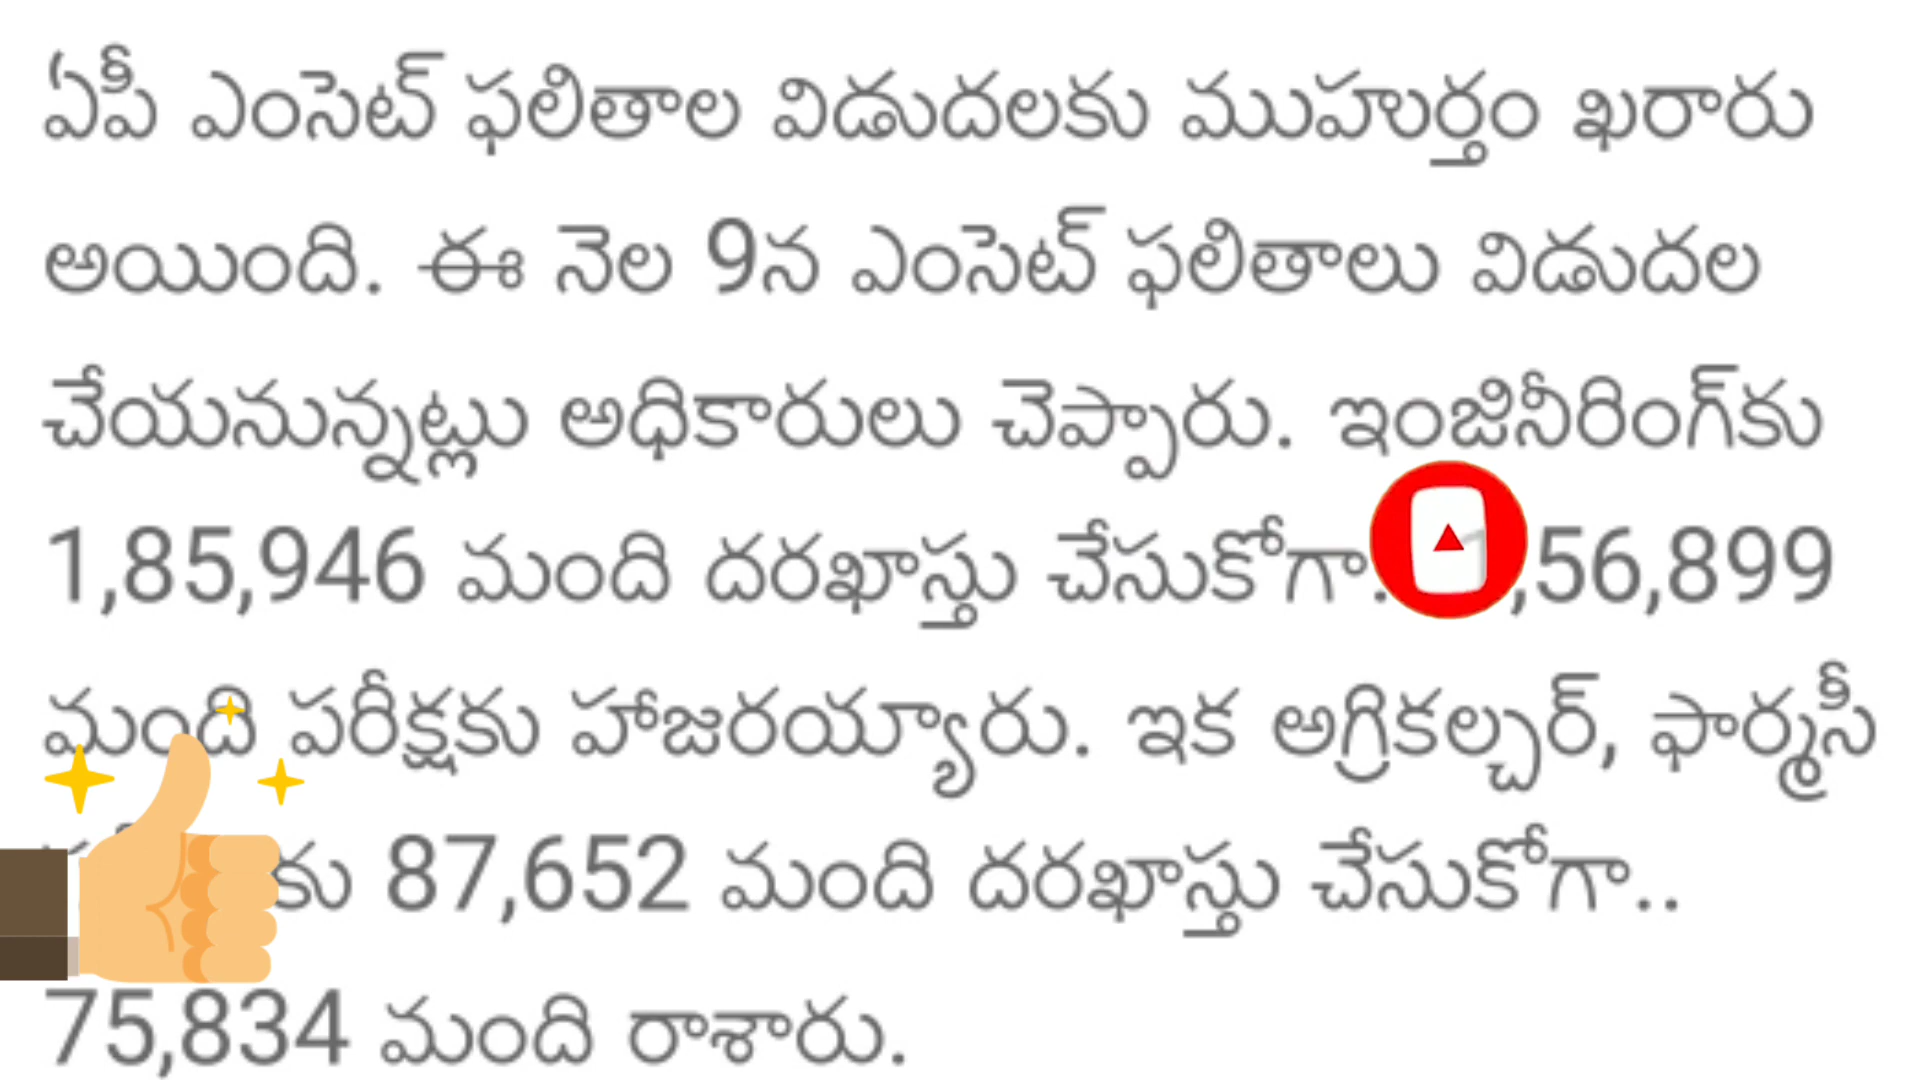 ఏపీ ఎంసెట్ ఫలితాల విడుదలకు ముహుర్తం ఖరారు
అయింది. ఈ నెల 9న ఎంసెట్ ఫలితాలు విడుదల
చేయనున్నట్లు అధికారులు చెప్పారు. ఇంజినీరింగ్‌కు
1,85,946 మంది దరఖాస్తు చేసుకోగా. ,56,899
మంది పరీక్షకు హాజరయ్యారు. ఇక అగ్రికల్చర్, ఫార్మసీ
87,652 మంది దరఖాస్తు చేసుకోగా..
75,834 మంది రాశారు.